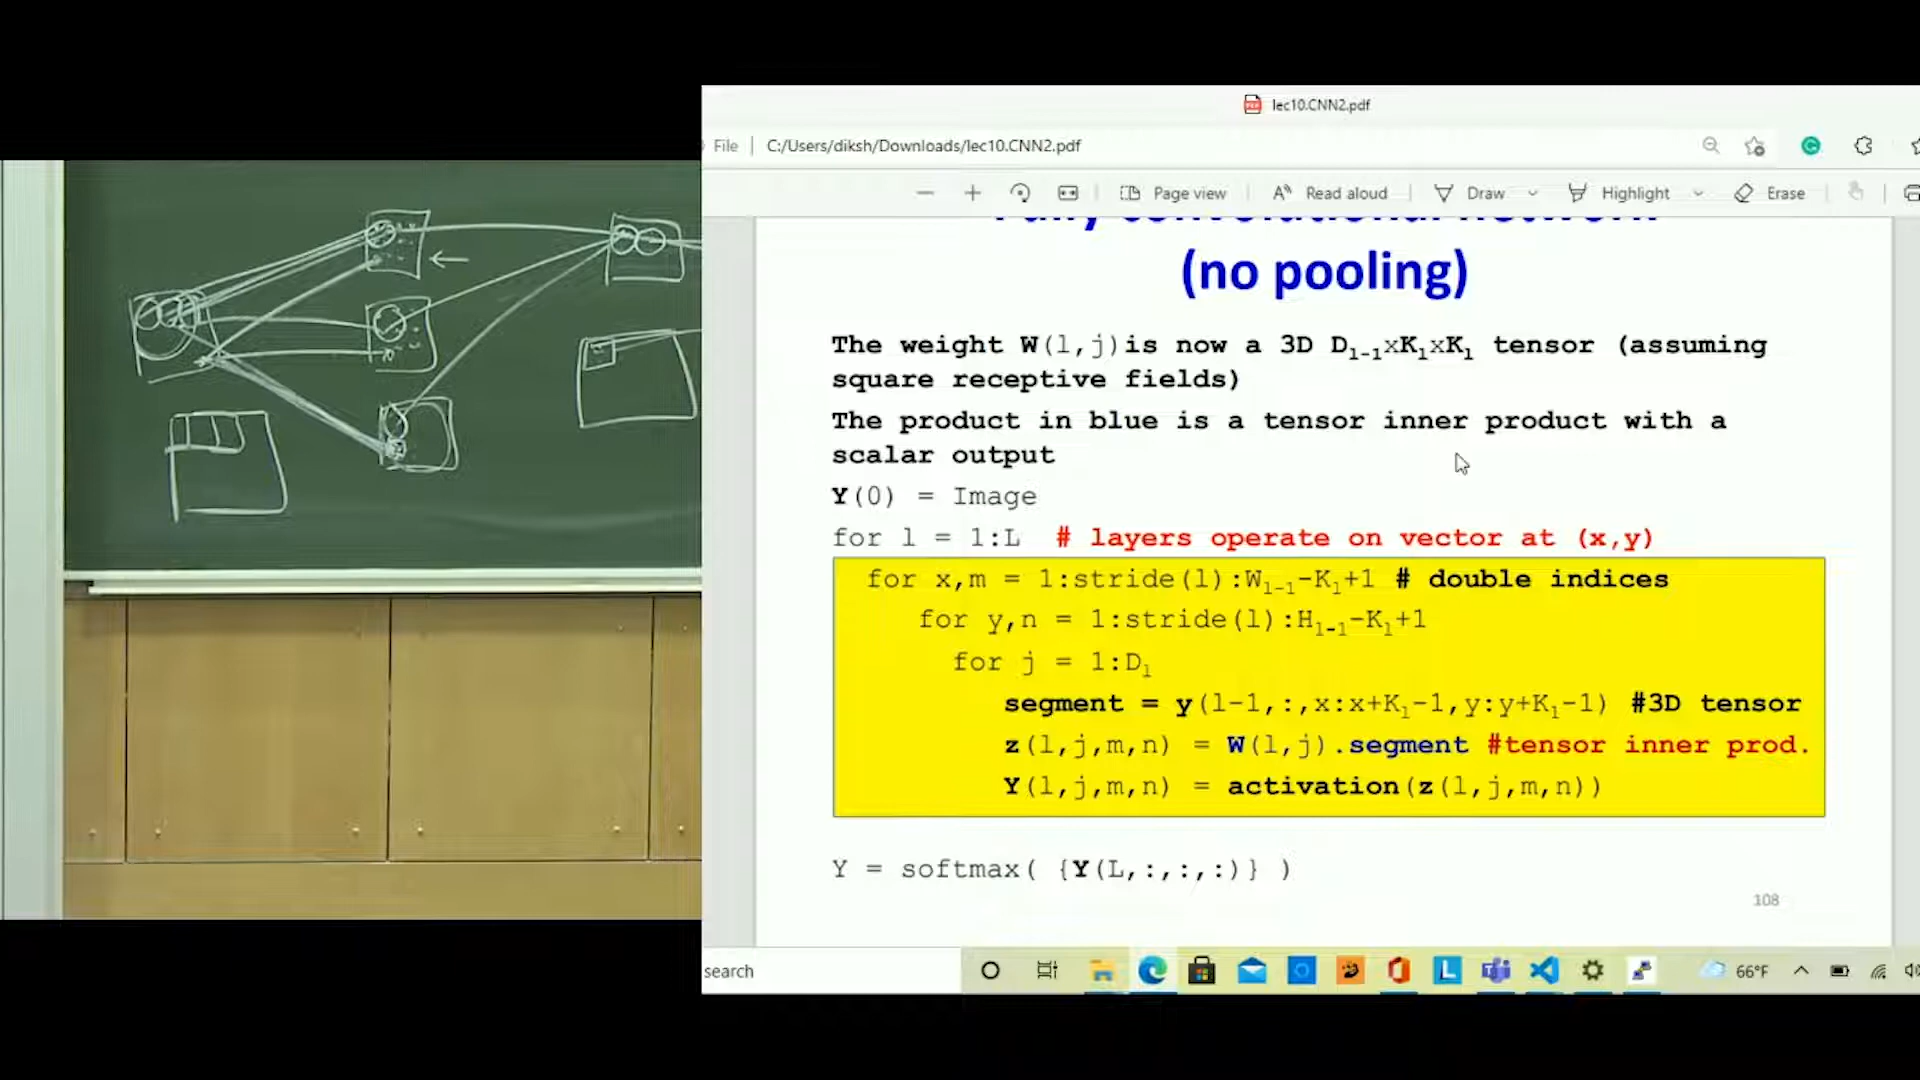 lec10.CNN2.pdf
File | C:/Users/diksh/Downloads/lec10.CNN2.pdf
Page view
Read aloud
Draw
Highlight
Erase
Fully convolutional network
(no pooling)
The weight W(l,j)is now a 3D Dl-1xKlxKl tensor (assuming
square receptive fields)
The product in blue is a tensor inner product with a
scalar output
Y(0) = Image
for l = 1:L # layers operate on vector at (x,y)
for x,m = 1:stride(l):Wl-1-Kl+1 # double indices
for y,n = 1:stride(l):Hl-1-Kl+1
for j = 1:Dl
segment = y(l-1,:,x:x+Kl-1,y:y+Kl-1) #3D tensor
z(l,j,m,n) = W(l,j).segment #tensor inner prod.
Y(l,j,m,n) = activation(z(l,j,m,n))
Y = softmax( {Y(L,:,:,:)} )
108
search
66°F